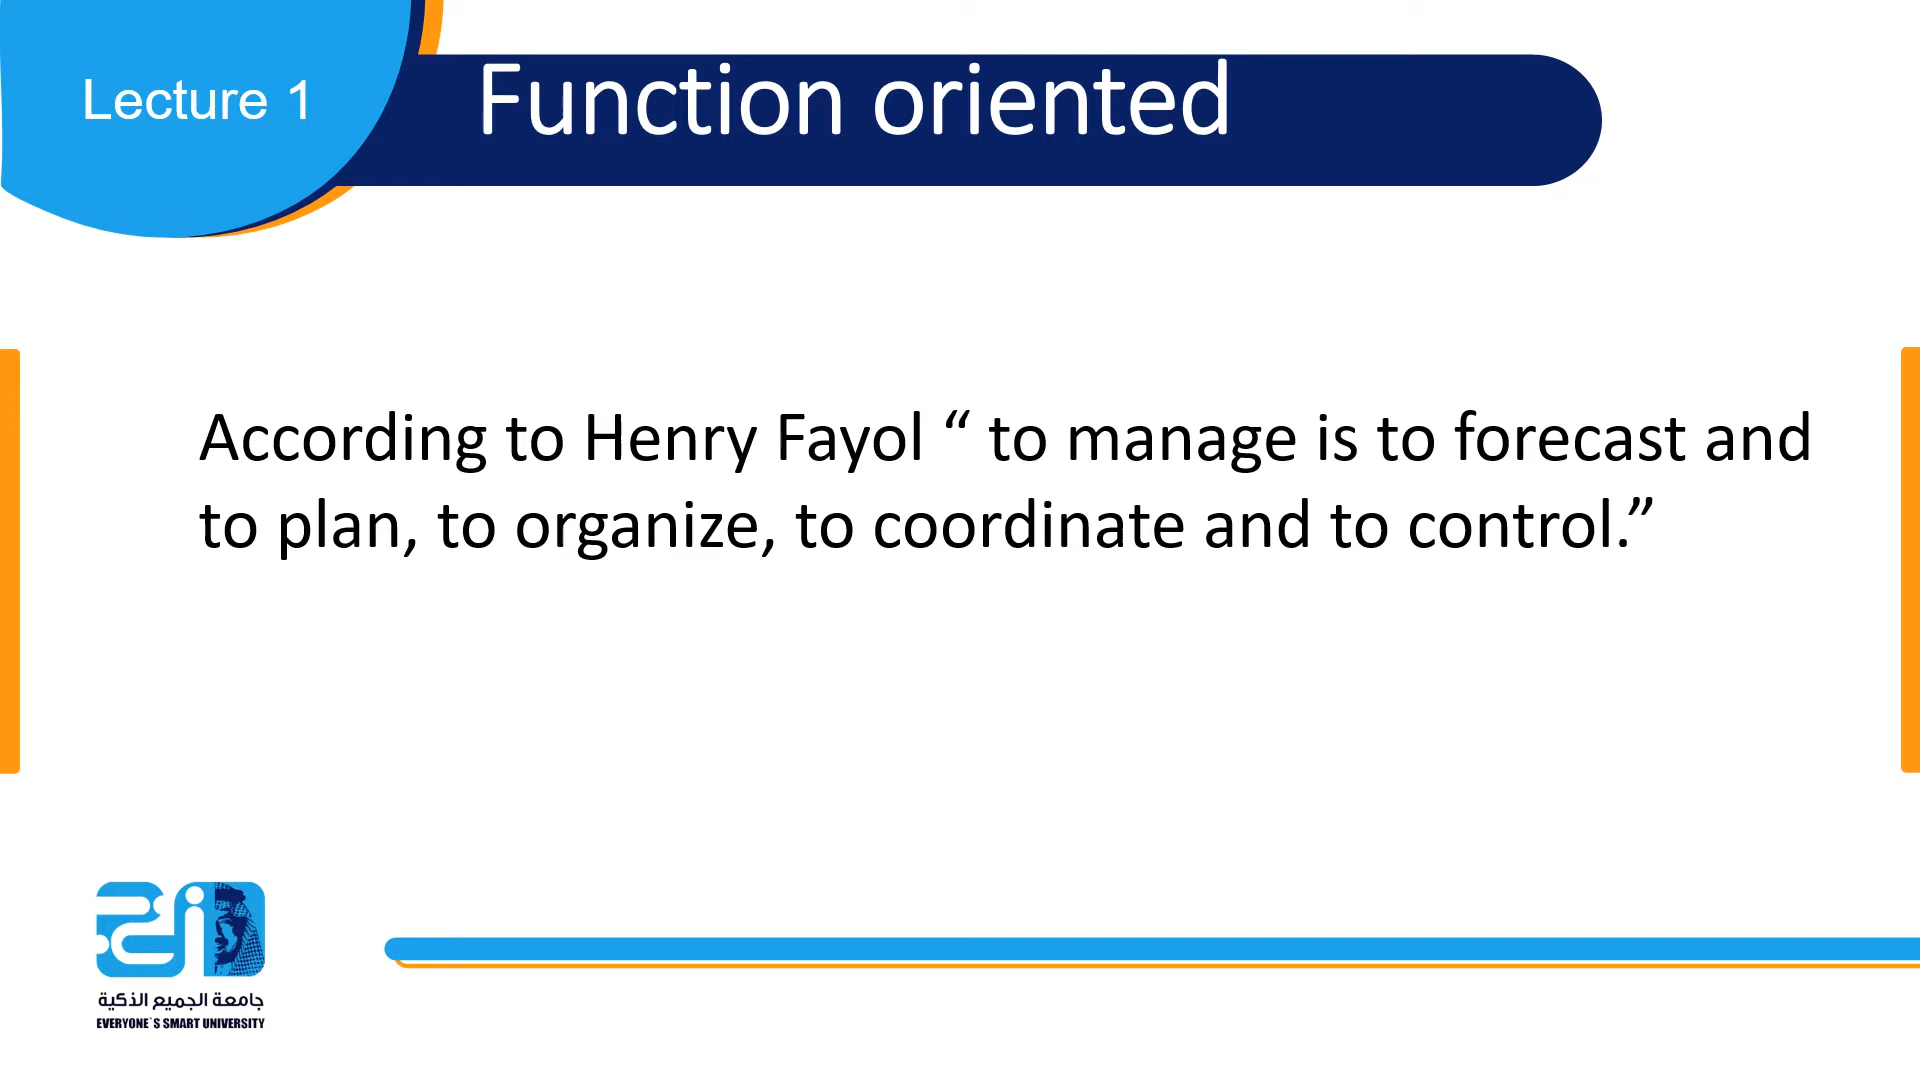 Lecture 1
Function oriented
According to Henry Fayol “ to manage is to forecast and
to plan, to organize, to coordinate and to control.”
جامعة الجميع الذكية
EVERYONE`S SMART UNIVERSITY